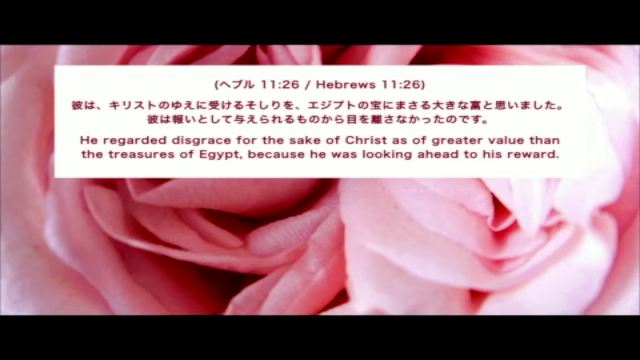 (ヘブル 11:26 / Hebrews 11:26)
彼は、キリストのゆえに受けるそしりを、エジプトの宝にまさる大きな富と思いました。
彼は報いとして与えられるものから目を離さなかったのです。
He regarded disgrace for the sake of Christ as of greater value than
the treasures of Egypt, because he was looking ahead to his reward.